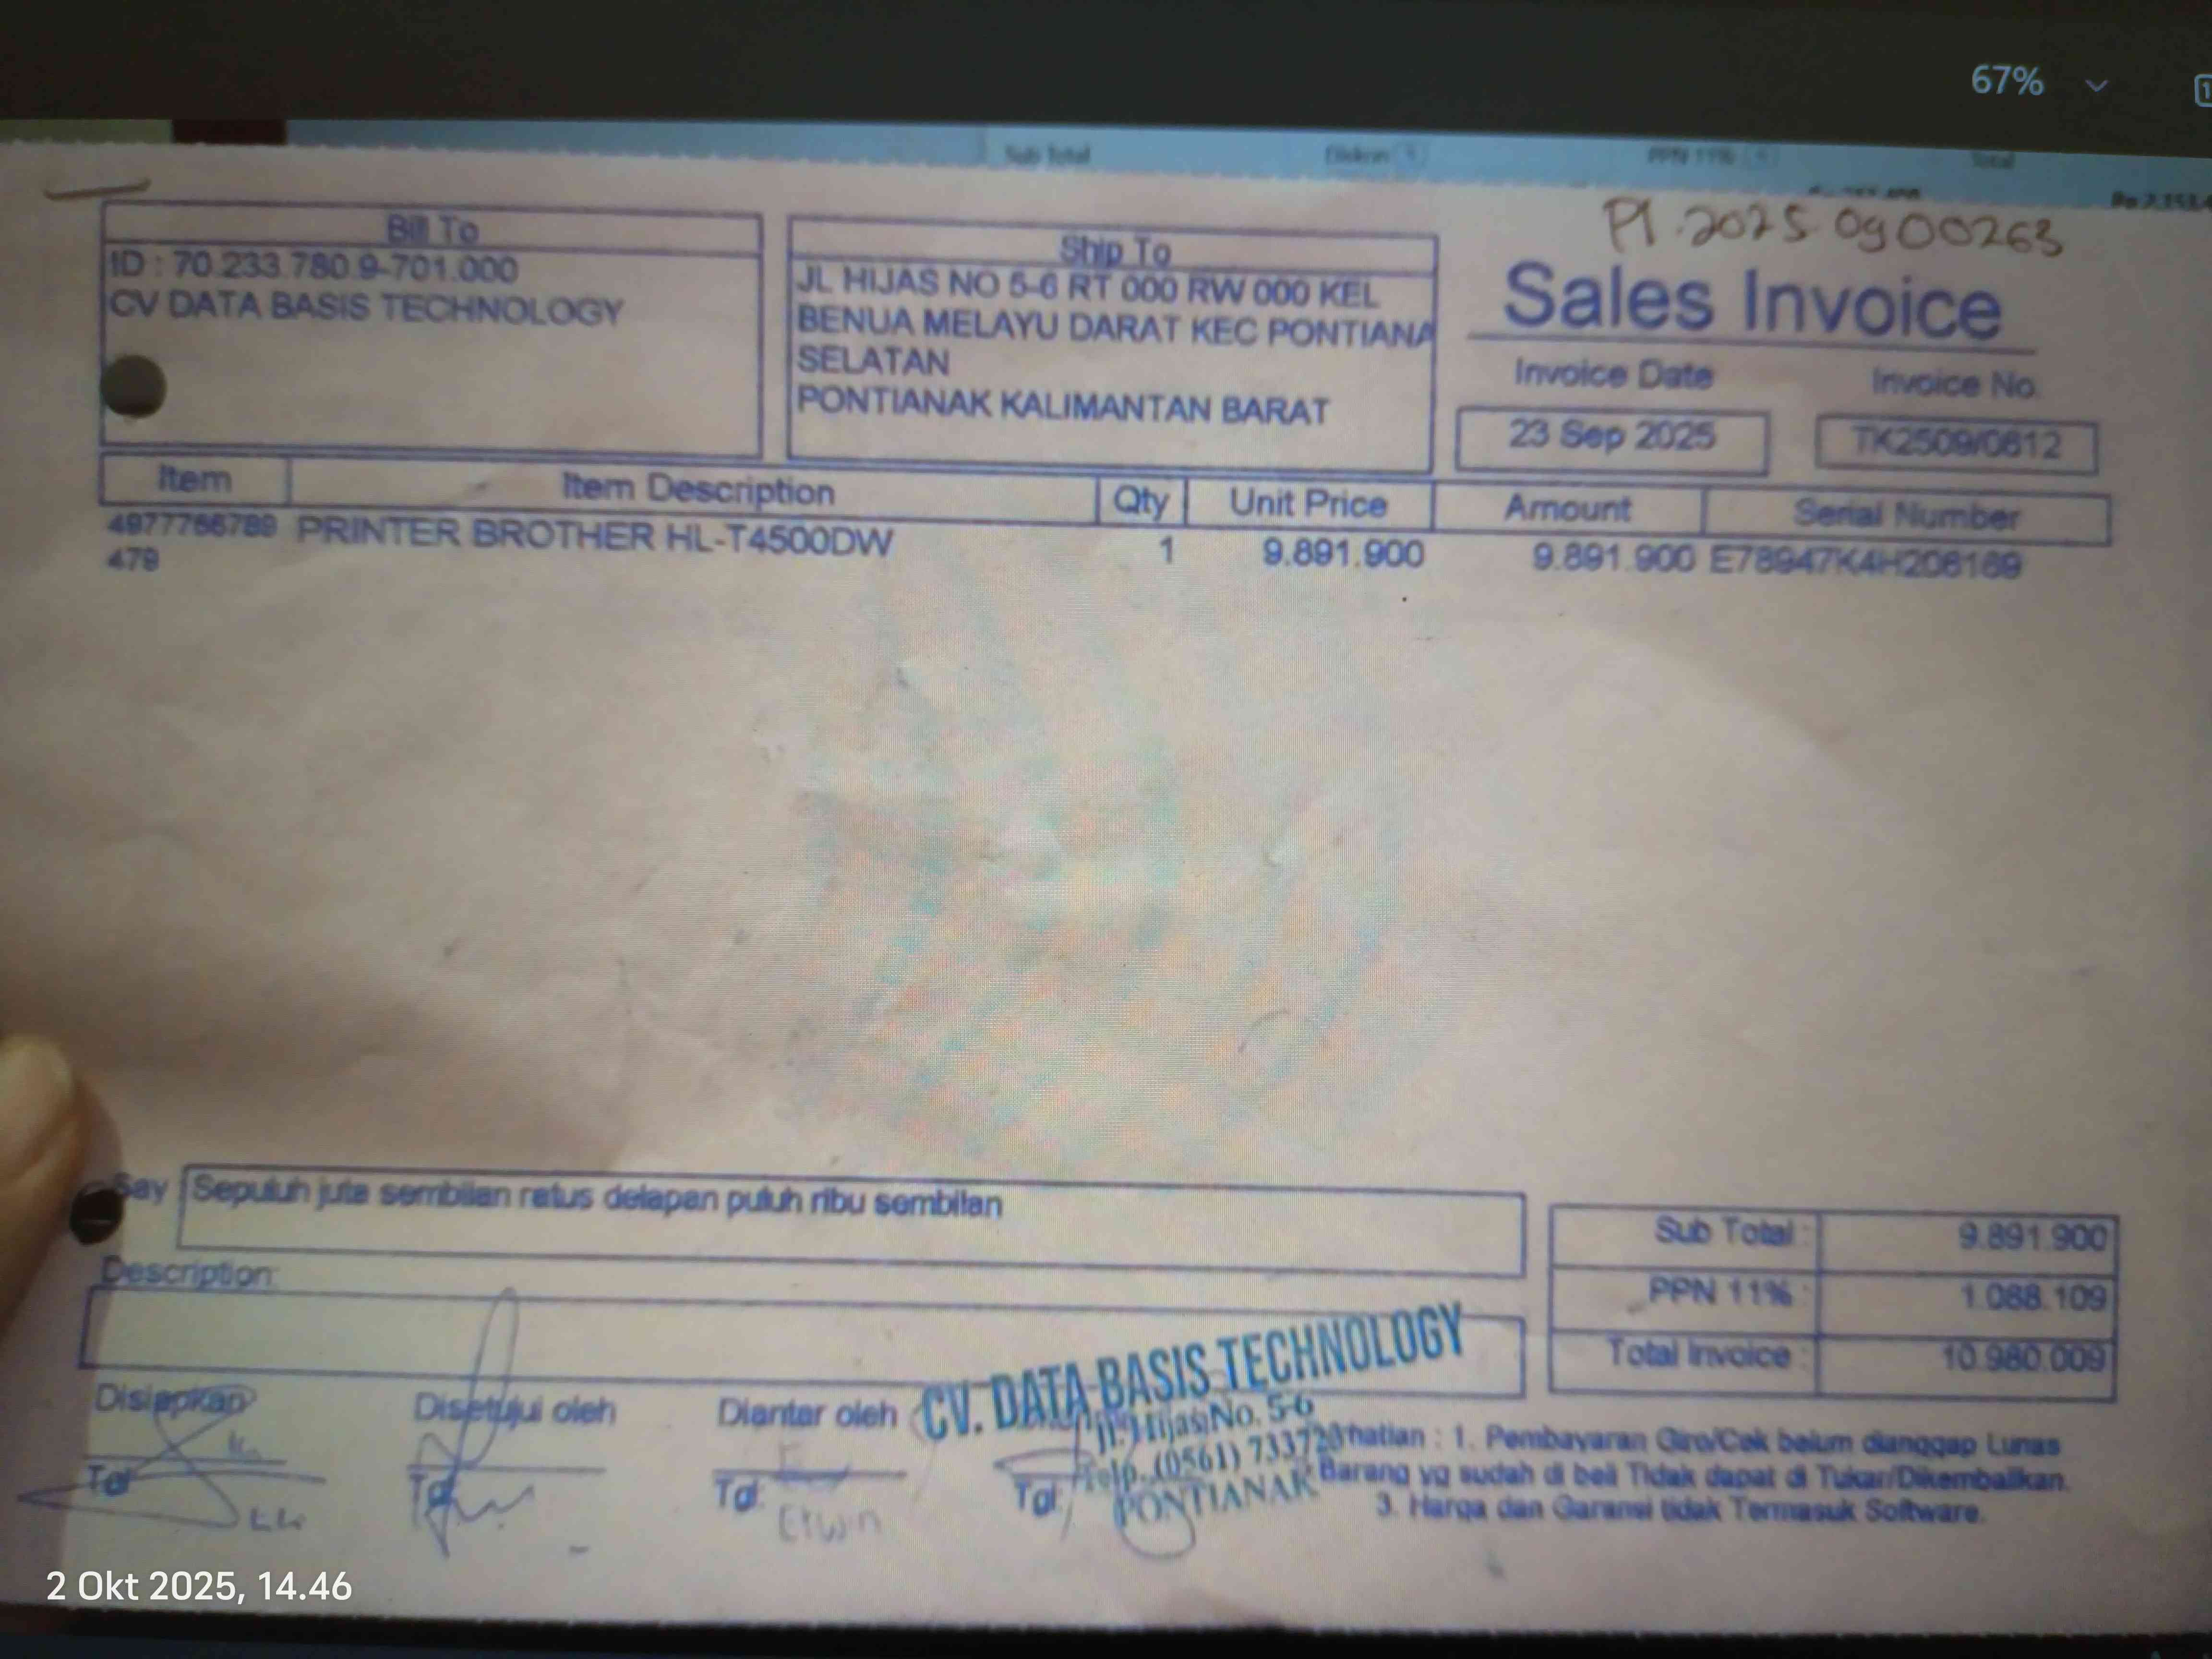 67%
Sub Total
Diskon
PPN 11%
Total
PI.2025.0900263
Bill To
ID : 70.233.780.9-701.000
CV DATA BASIS TECHNOLOGY
Ship To
JL HIJAS NO 5-6 RT 000 RW 000 KEL
BENUA MELAYU DARAT KEC PONTIANA
SELATAN
PONTIANAK KALIMANTAN BARAT
Sales Invoice
Invoice Date
Invoice No.
23 Sep 2025
TK2509/0812
Item
Item Description
Qty
Unit Price
Amount
Serial Number
4977766789 PRINTER BROTHER HL-T4500DW 1 9.891.900 9.891.900 E78947K4H206169
479
Say
Sepuluh juta sembilan ratus delapan puluh ribu sembilan
Description:
Sub Total : 9.891.900
PPN 11% : 1.088.109
Total Invoice : 10.980.009
Disiapkan
Disetujui oleh
Diantar oleh
CV. DATA BASIS TECHNOLOGY
Jl. Hijas No. 5-6
Telp. (0561) 733720
PONTIANAK
hatian : 1. Pembayaran Giro/Cek belum dianggap Lunas
Barang yg sudah di beli Tidak dapat di Tukar/Dikembalikan.
3. Harga dan Garansi tidak Termasuk Software.
Tgl:
Tgl:
Tgl:
Tgl:
Erwin
2 Okt 2025, 14.46